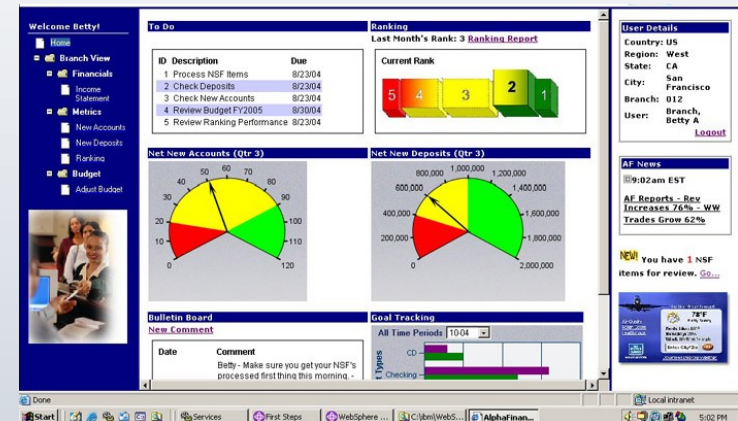 Welcome Betty!
Home
Branch View
Financials
Income
Statement
Metrics
New Accounts
New Deposits
Ranking
Budget
Adjust Budget
To Do
ID Description Due
1 Process NSF Items 8/23/04
2 Check Deposits 8/23/04
3 Check New Accounts 8/23/04
4 Review Budget FY2005 8/30/04
5 Review Ranking Performance 8/23/04
Ranking
Last Month's Rank: 3 Ranking Report
Current Rank
5 4 3 2 1
Net New Accounts (Qtr 3)
0 10 20 30 40 50 60 70 80 90 100 110 120
Net New Deposits (Qtr 3)
0 200,000 400,000 600,000 800,000 1,000,000 1,200,000 1,400,000 1,600,000 1,800,000 2,000,000
Bulletin Board
New Comment
Date Comment
Betty - Make sure you get your NSF's
processed first thing this morning. -
Goal Tracking
All Time Periods 10-04
t Types
CD
Checking
User Details
Country: US
Region: West
State: CA
City: San
Francisco
Branch: 012
User: Branch,
Betty A
Logout
AF News
9:02am EST
AF Reports - Rev
Increases 76% - WW
Trades Grow 62%
NEW! You have 1 NSF
items for review. Go...
78°F
Done
Local intranet
Start
Services
First Steps
WebSphere ...
C:\ibm\WebS...
AlphaFinan...
5:02 PM